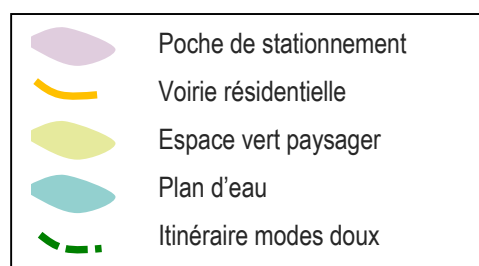 Poche de stationnement
Voirie résidentielle
Espace vert paysager
Plan d'eau
Itinéraire modes doux